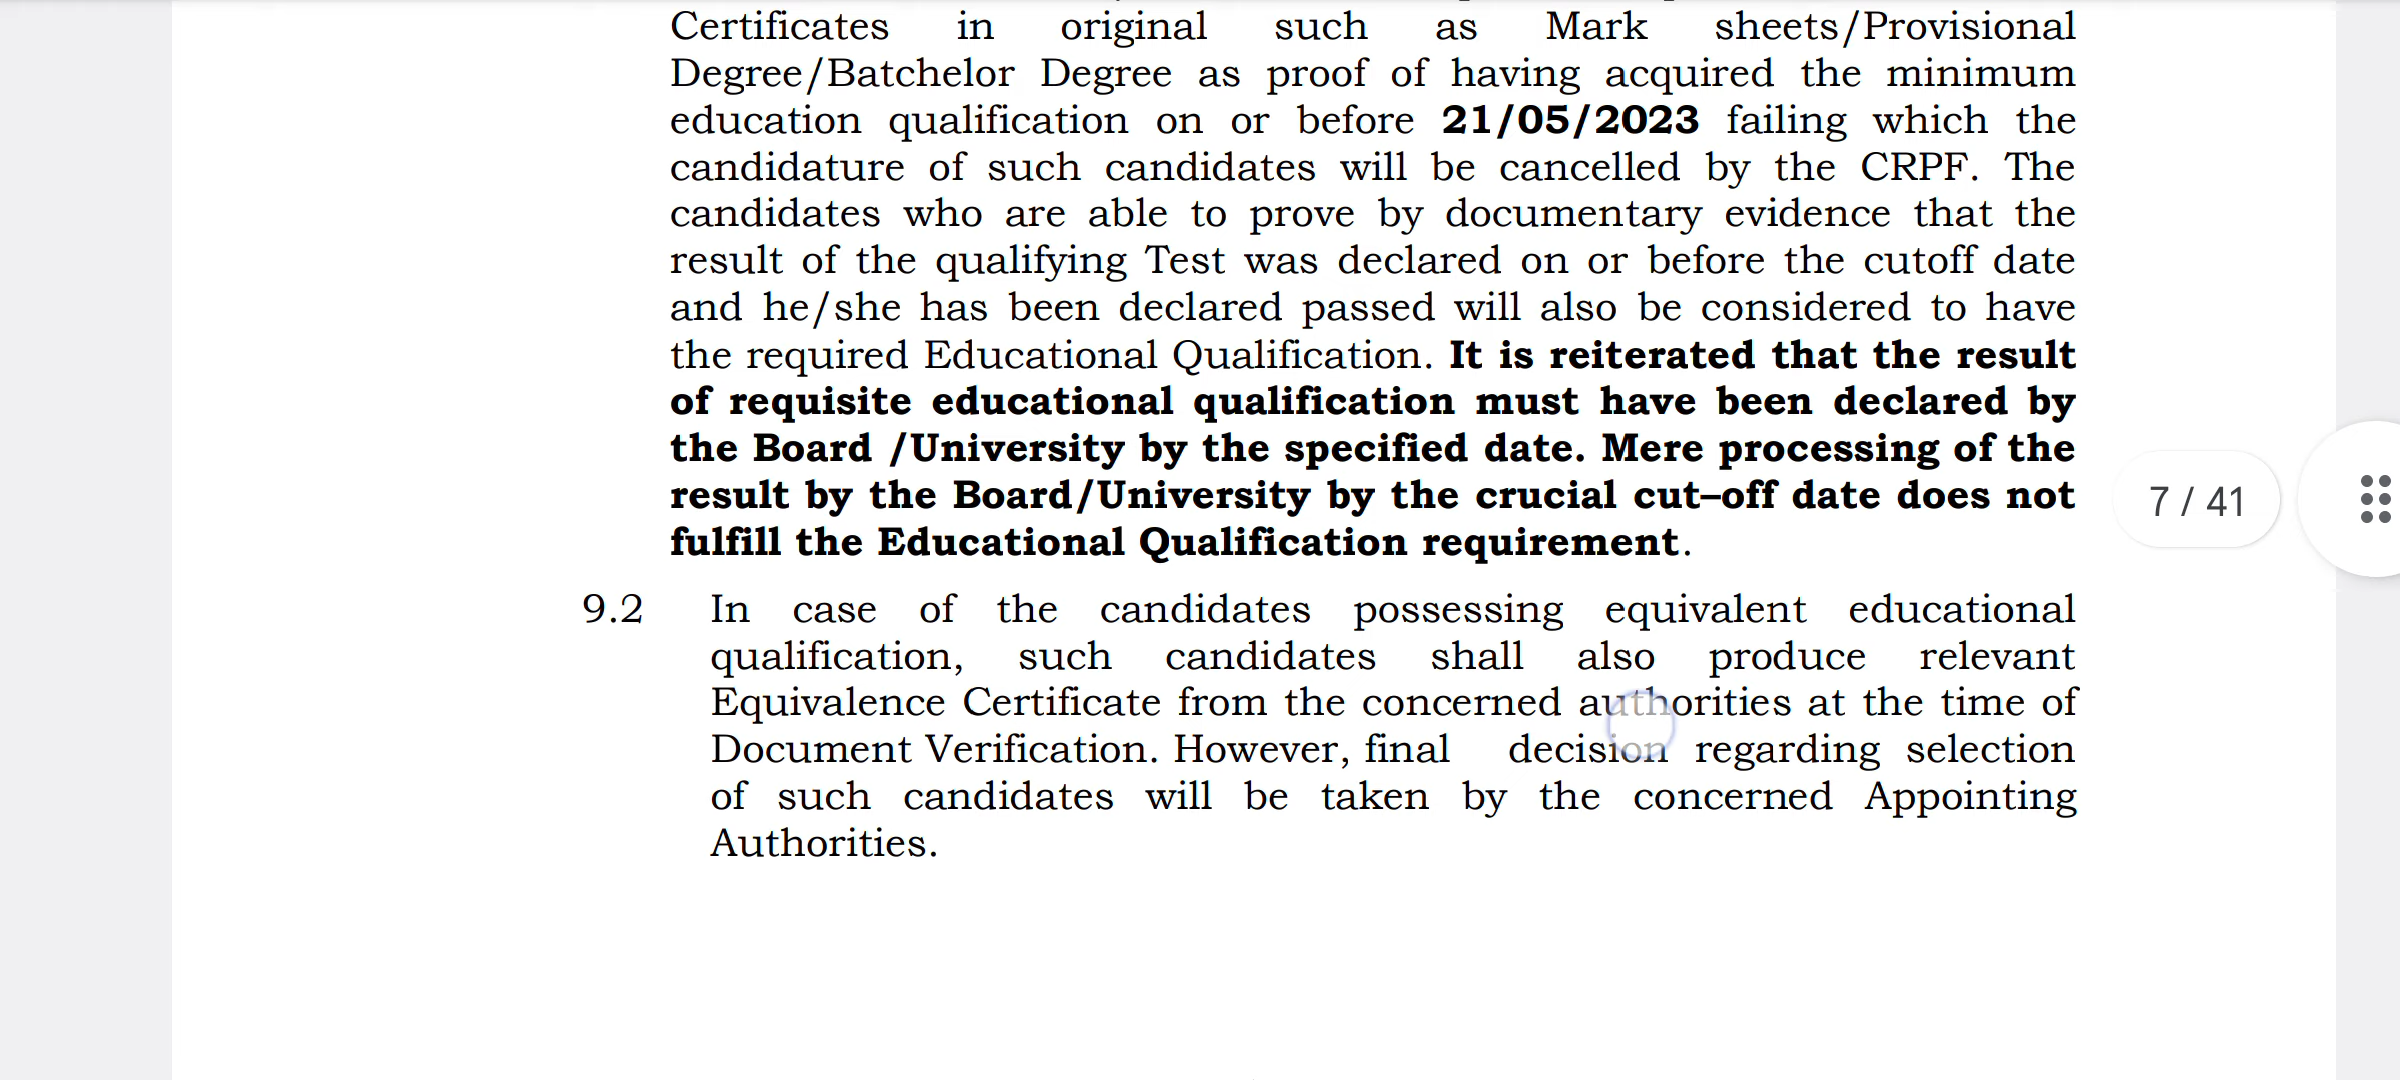 Certificates in original such as Mark sheets/Provisional
Degree/Batchelor Degree as proof of having acquired the minimum
education qualification on or before 21/05/2023 failing which the
candidature of such candidates will be cancelled by the CRPF. The
candidates who are able to prove by documentary evidence that the
result of the qualifying Test was declared on or before the cutoff date
and he/she has been declared passed will also be considered to have
the required Educational Qualification. It is reiterated that the result
of requisite educational qualification must have been declared by
the Board /University by the specified date. Mere processing of the
result by the Board/University by the crucial cut–off date does not
fulfill the Educational Qualification requirement.
7 / 41
9.2 In case of the candidates possessing equivalent educational
qualification, such candidates shall also produce relevant
Equivalence Certificate from the concerned authorities at the time of
Document Verification. However, final decision regarding selection
of such candidates will be taken by the concerned Appointing
Authorities.